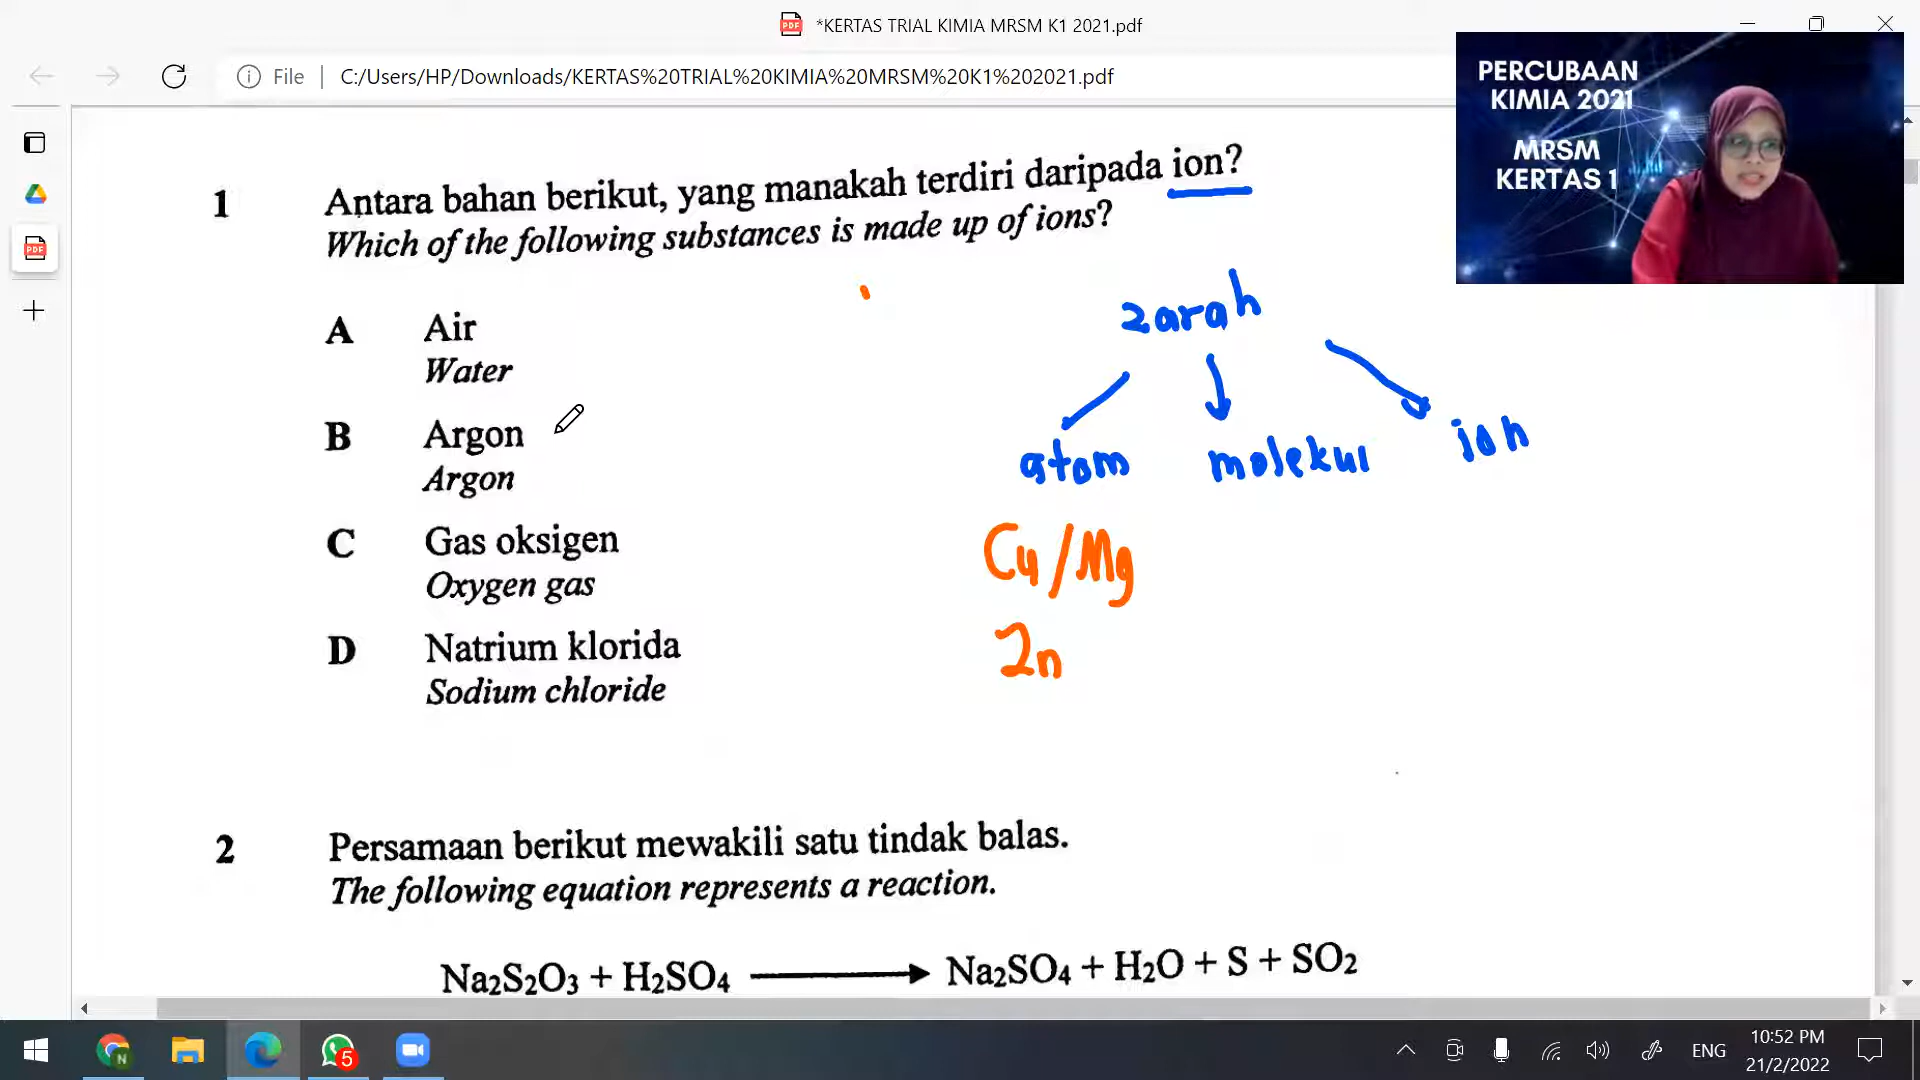 *KERTAS TRIAL KIMIA MRSM K1 2021.pdf
File
C:/Users/HP/Downloads/KERTAS%20TRIAL%20KIMIA%20MRSM%20K1%202021.pdf
PERCUBAAN
KIMIA 2021
MRSM
KERTAS 1
1 Antara bahan berikut, yang manakah terdiri daripada ion?
Which of the following substances is made up of ions?
A Air
Water
B Argon
Argon
C Gas oksigen
Oxygen gas
D Natrium klorida
Sodium chloride
zarah
atom molekul ion
Cu/Mg
Zn
2 Persamaan berikut mewakili satu tindak balas.
The following equation represents a reaction.
Na2S2O3 + H2SO4 ⟶ Na2SO4 + H2O + S + SO2
N
5
ENG
10:52 PM
21/2/2022